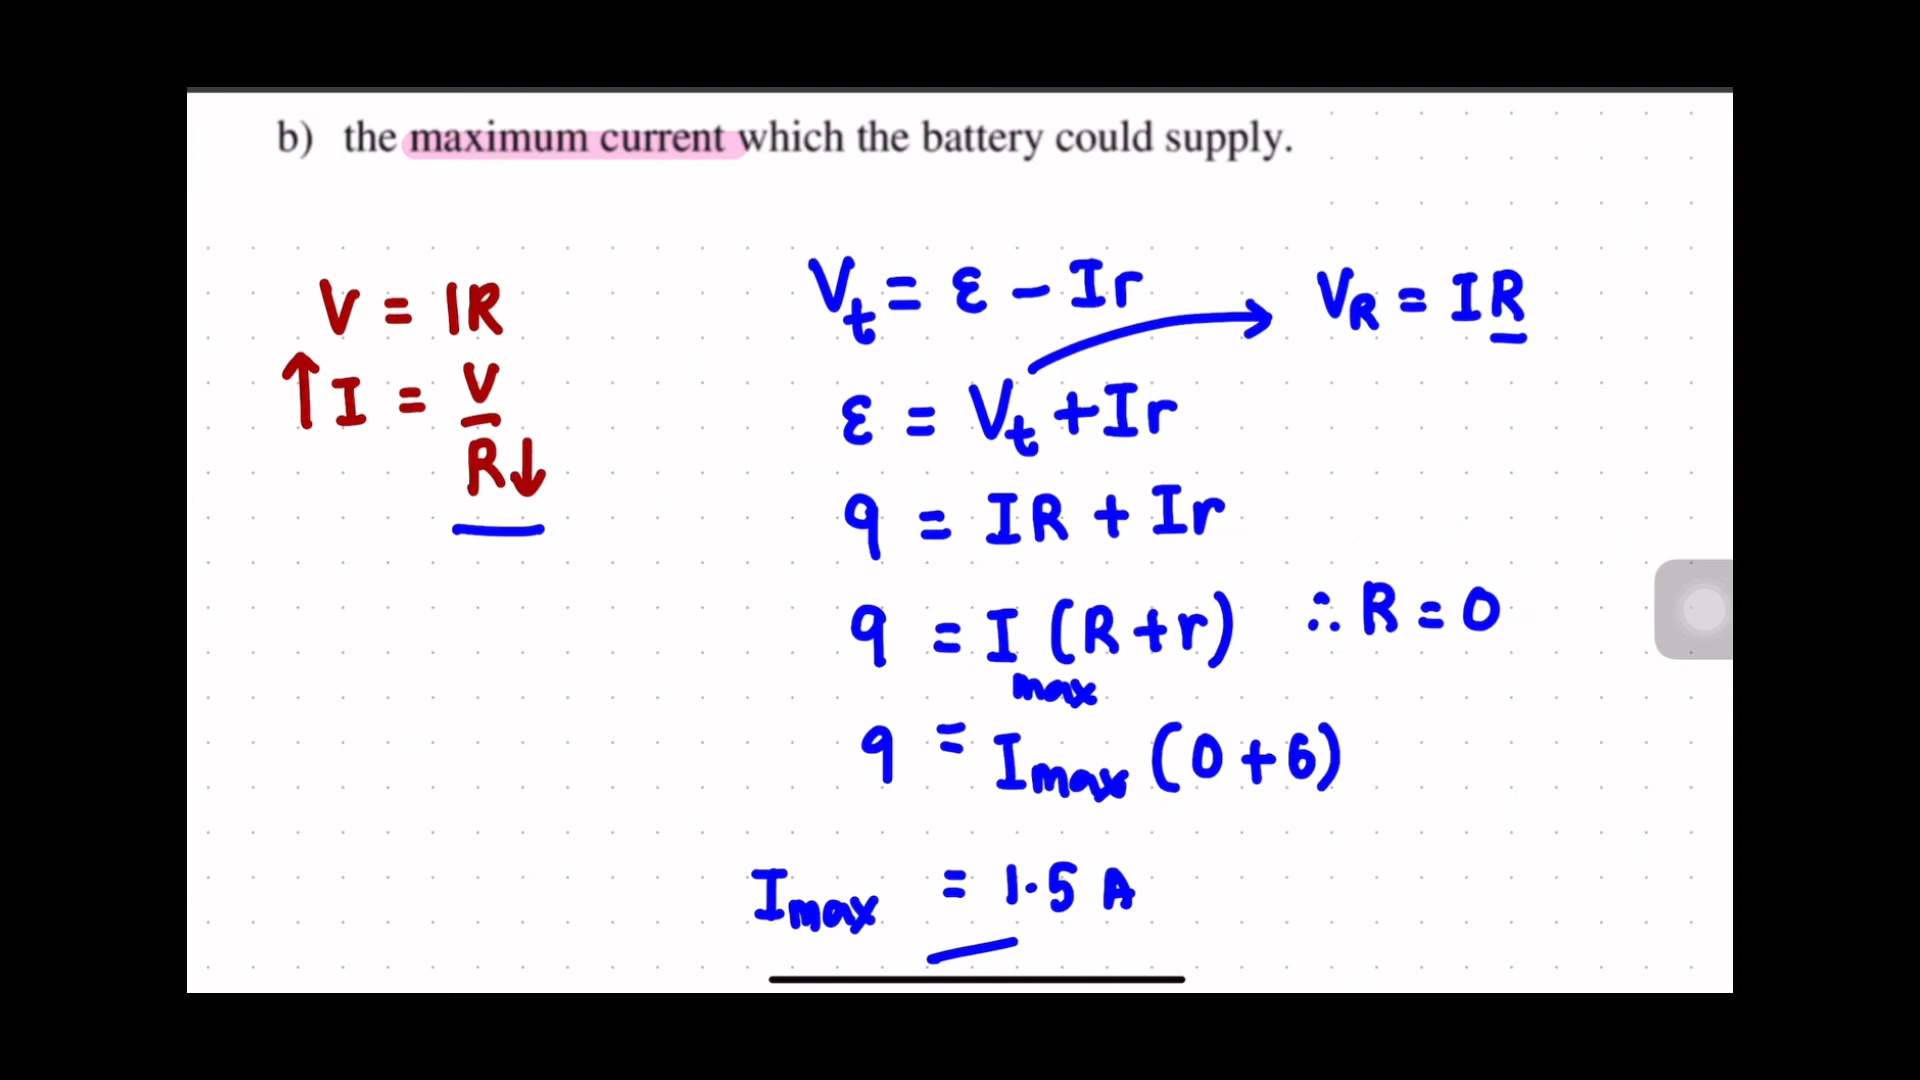 b) the maximum current which the battery could supply.
V = IR
↑ I = V/R ↓
Vt = ε - Ir
VR = IR
ε = Vt + Ir
9 = IR + Ir
9 = I max (R + r) ∴ R = 0
9 = Imax (0 + 6)
Imax = 1.5 A